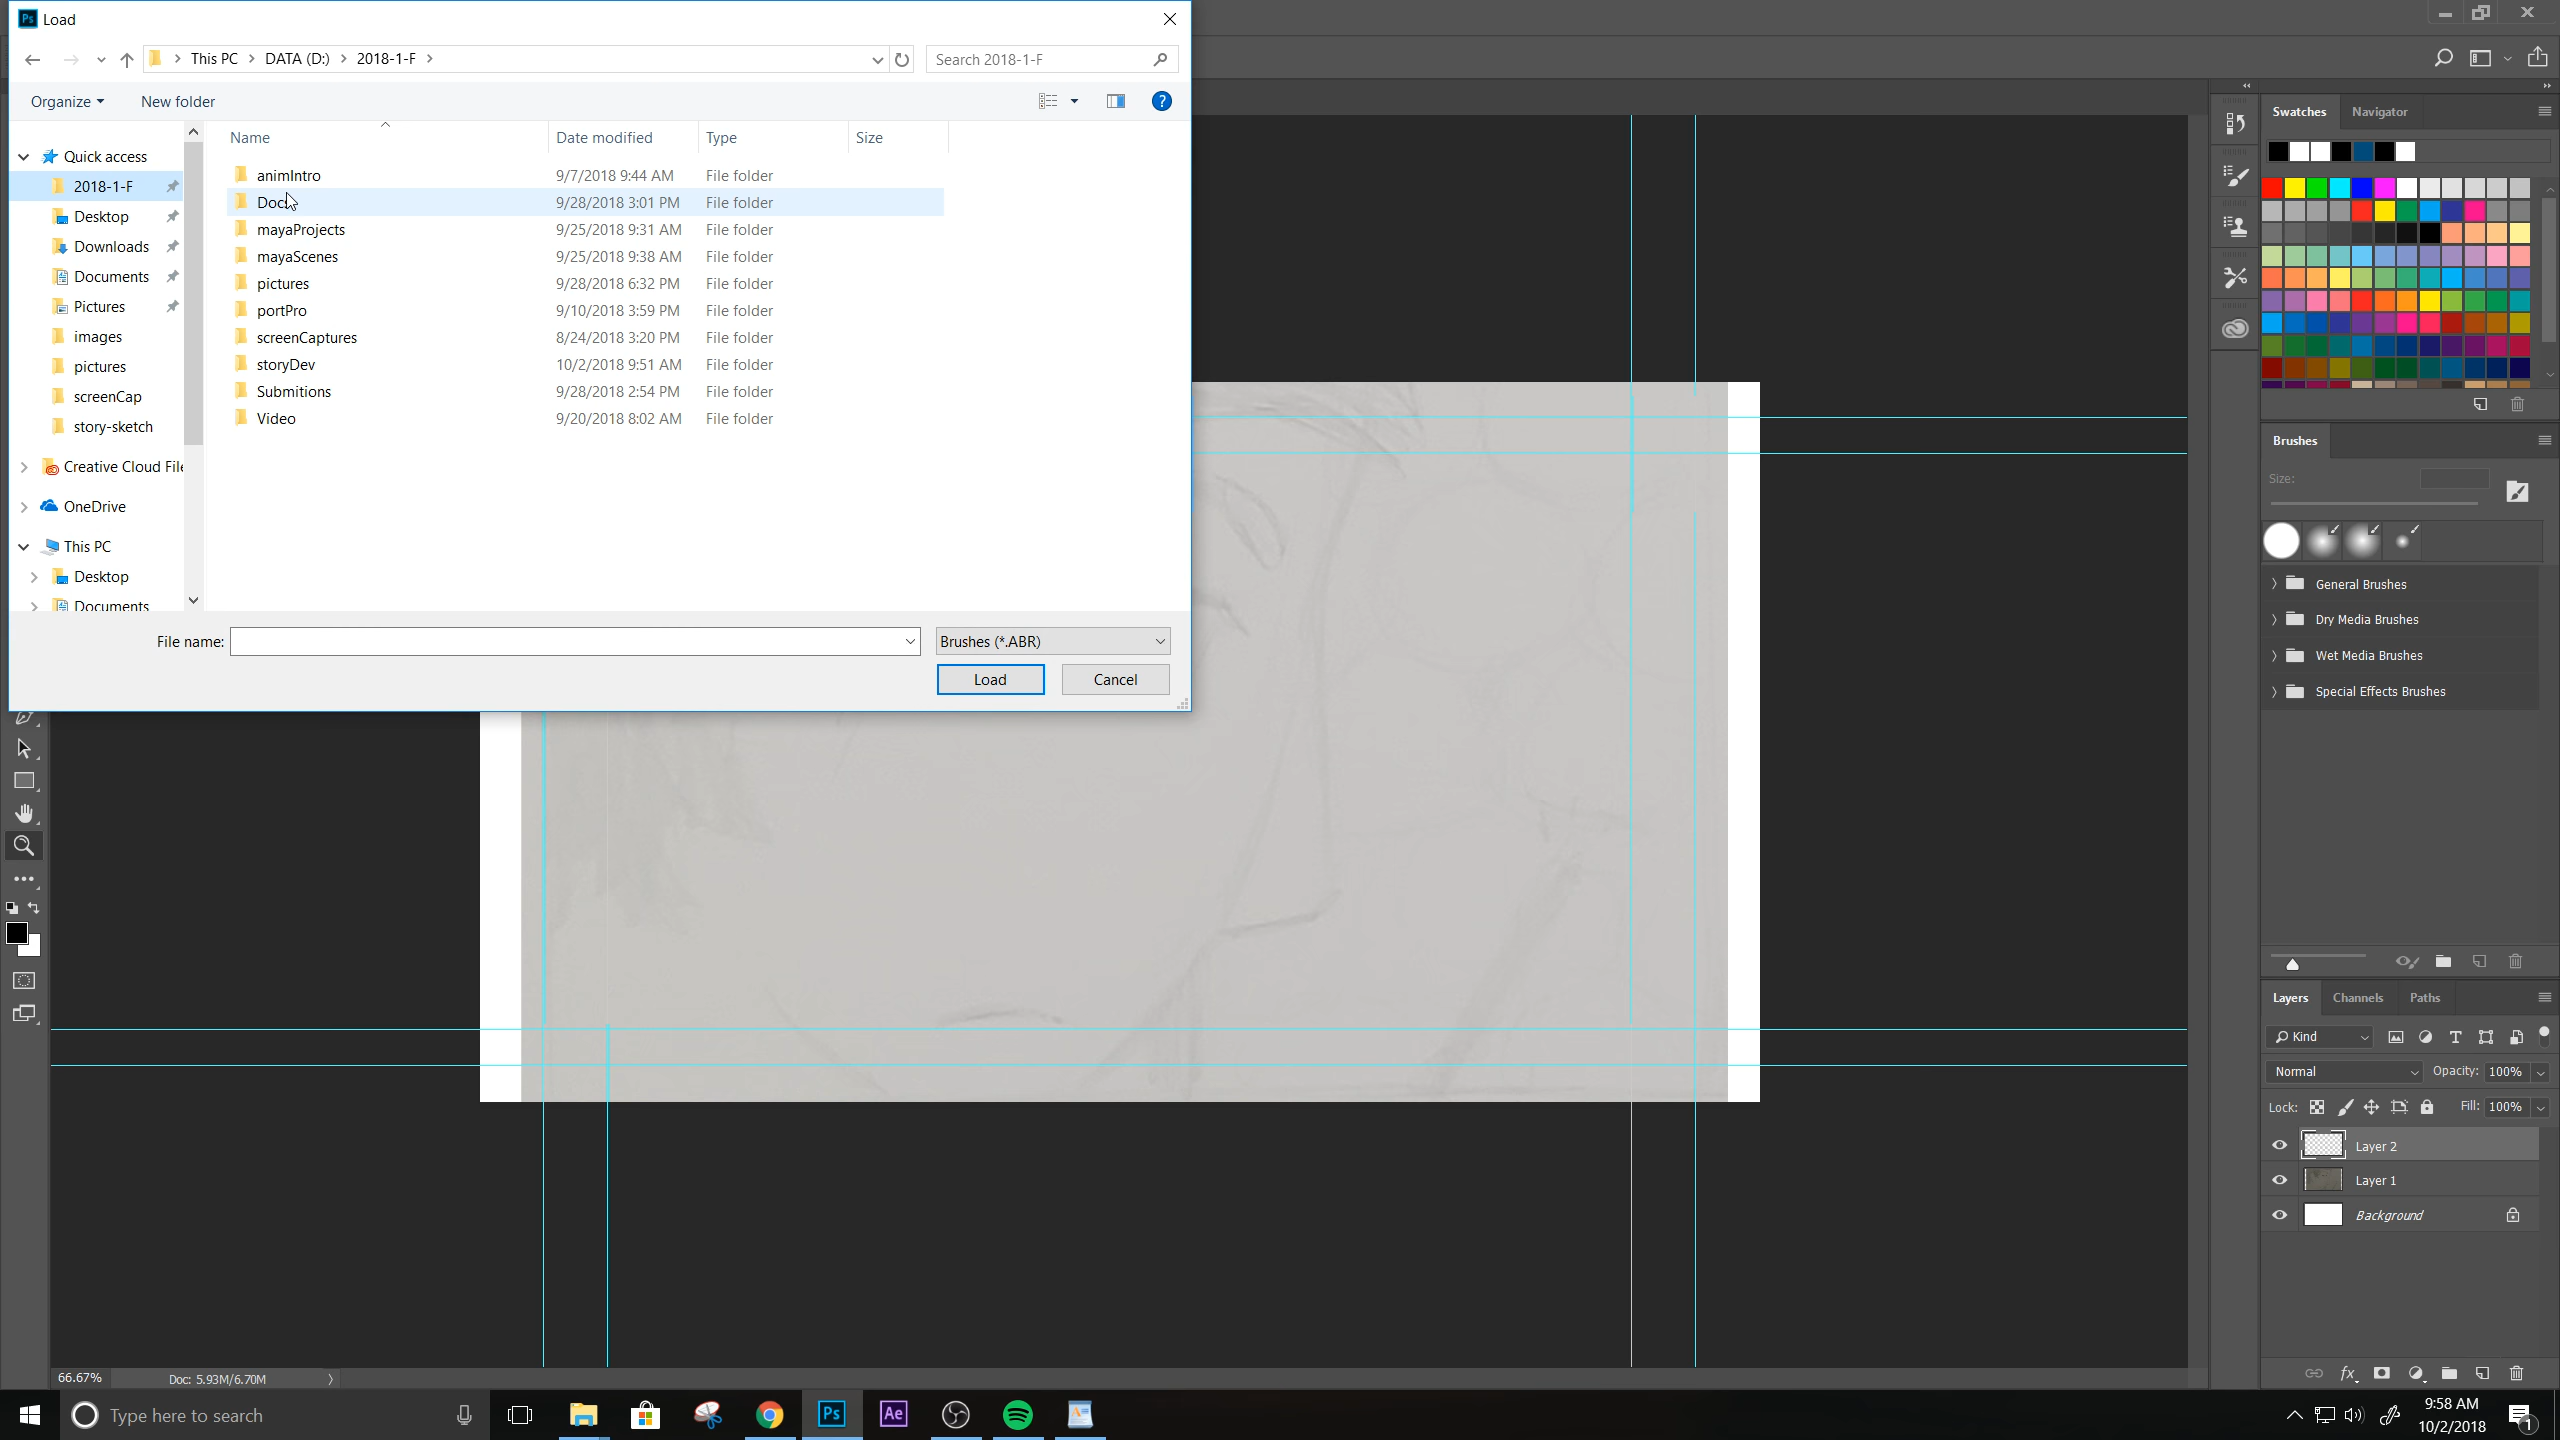 Ps Load
This PC DATA (D:) 2018-1-F
Search 2018-1-F
Organize New folder
Name Date modified Type Size
Quick access
2018-1-F
Desktop
Downloads
Documents
Pictures
images
pictures
screenCap
story-sketch
Creative Cloud File
OneDrive
This PC
Desktop
Documents
animIntro 9/7/2018 9:44 AM File folder
9/28/2018 3:01 PM File folder
mayaProjects 9/25/2018 9:31 AM File folder
mayaScenes 9/25/2018 9:38 AM File folder
pictures 9/28/2018 6:32 PM File folder
portPro 9/10/2018 3:59 PM File folder
screenCaptures 8/24/2018 3:20 PM File folder
storyDev 10/2/2018 9:51 AM File folder
Submitions 9/28/2018 2:54 PM File folder
Video 9/20/2018 8:02 AM File folder
File name:
Brushes (*.ABR)
Load Cancel
Swatches Navigator
Brushes
Size:
General Brushes
Dry Media Brushes
Wet Media Brushes
Special Effects Brushes
Layers Channels Paths
Kind
Normal Opacity: 100%
Lock: Fill: 100%
Layer 2
Layer 1
Background
fx
66.67% Doc: 5.93M/6.70M
Type here to search
Ps Ae
9:58 AM
10/2/2018
1